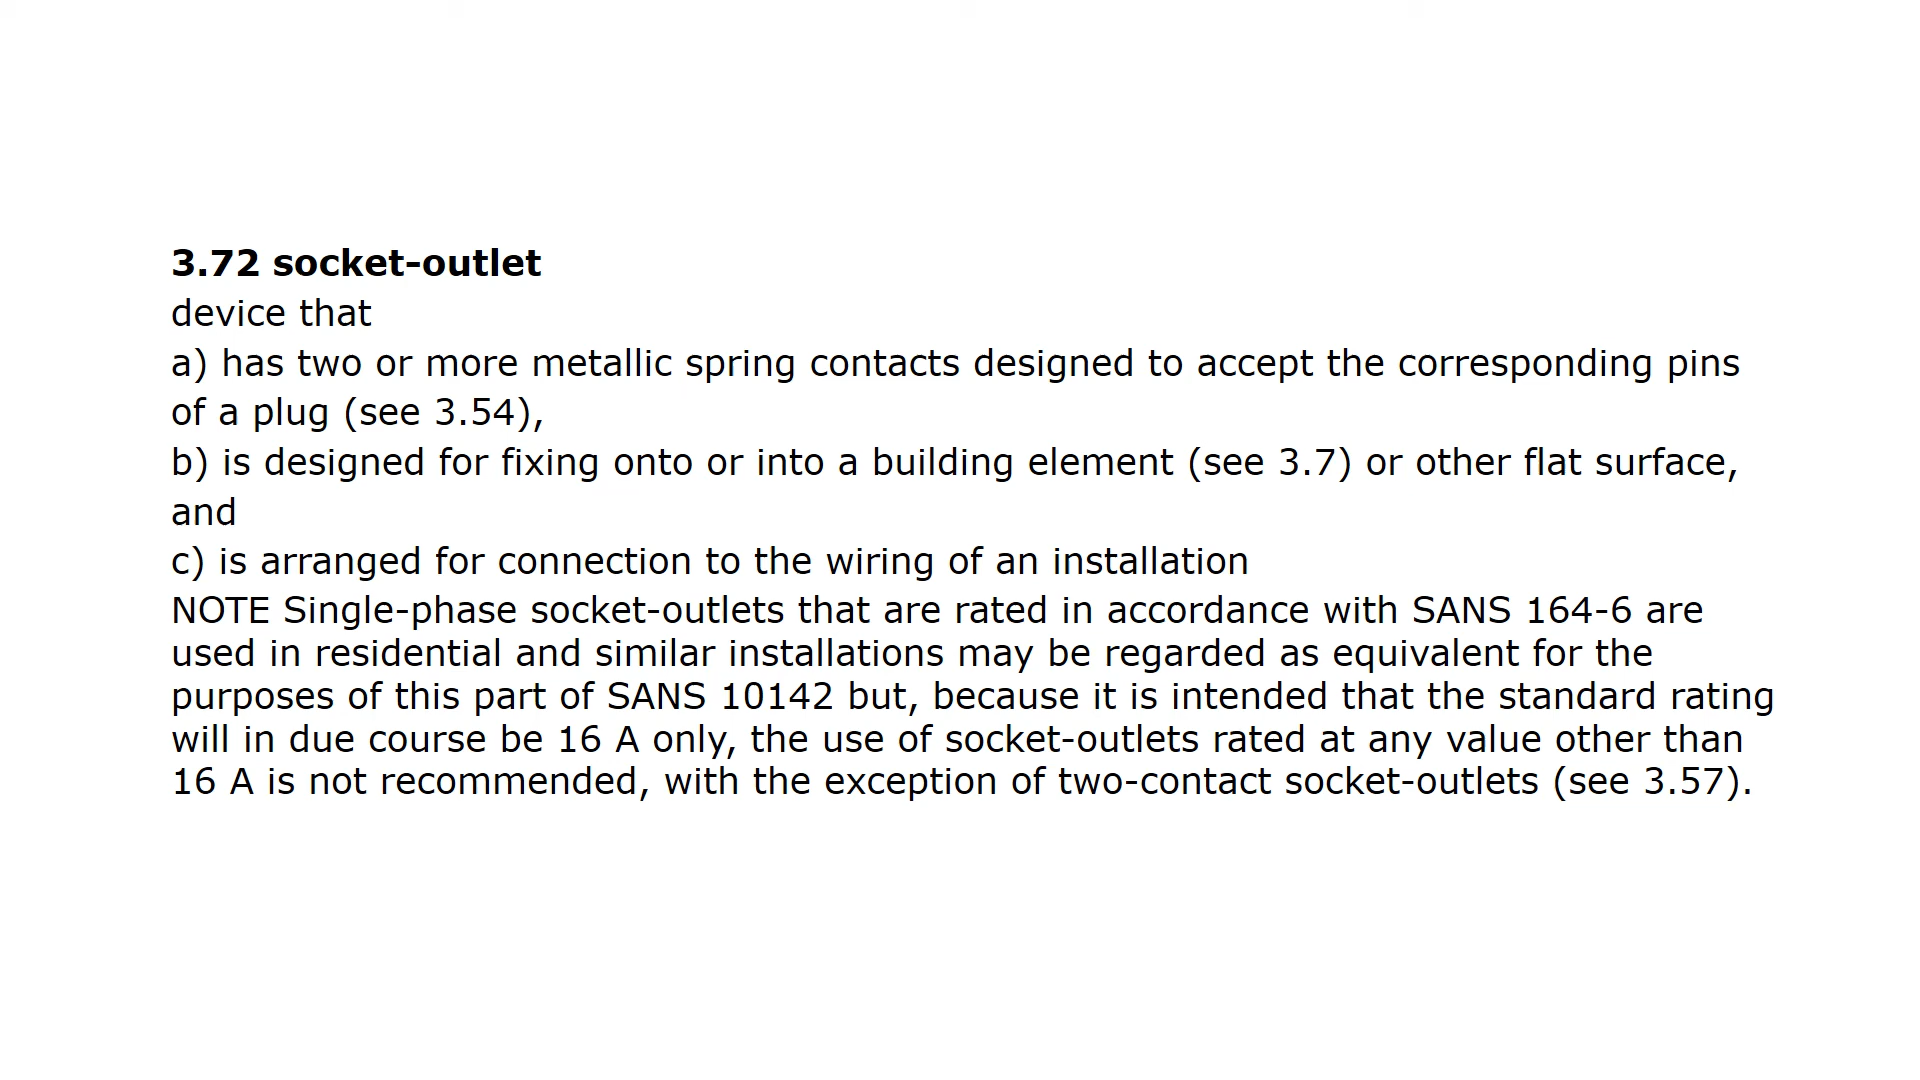 3.72 socket-outlet
device that
a) has two or more metallic spring contacts designed to accept the corresponding pins
of a plug (see 3.54),
b) is designed for fixing onto or into a building element (see 3.7) or other flat surface,
and
c) is arranged for connection to the wiring of an installation
NOTE Single-phase socket-outlets that are rated in accordance with SANS 164-6 are
used in residential and similar installations may be regarded as equivalent for the
purposes of this part of SANS 10142 but, because it is intended that the standard rating
will in due course be 16 A only, the use of socket-outlets rated at any value other than
16 A is not recommended, with the exception of two-contact socket-outlets (see 3.57).